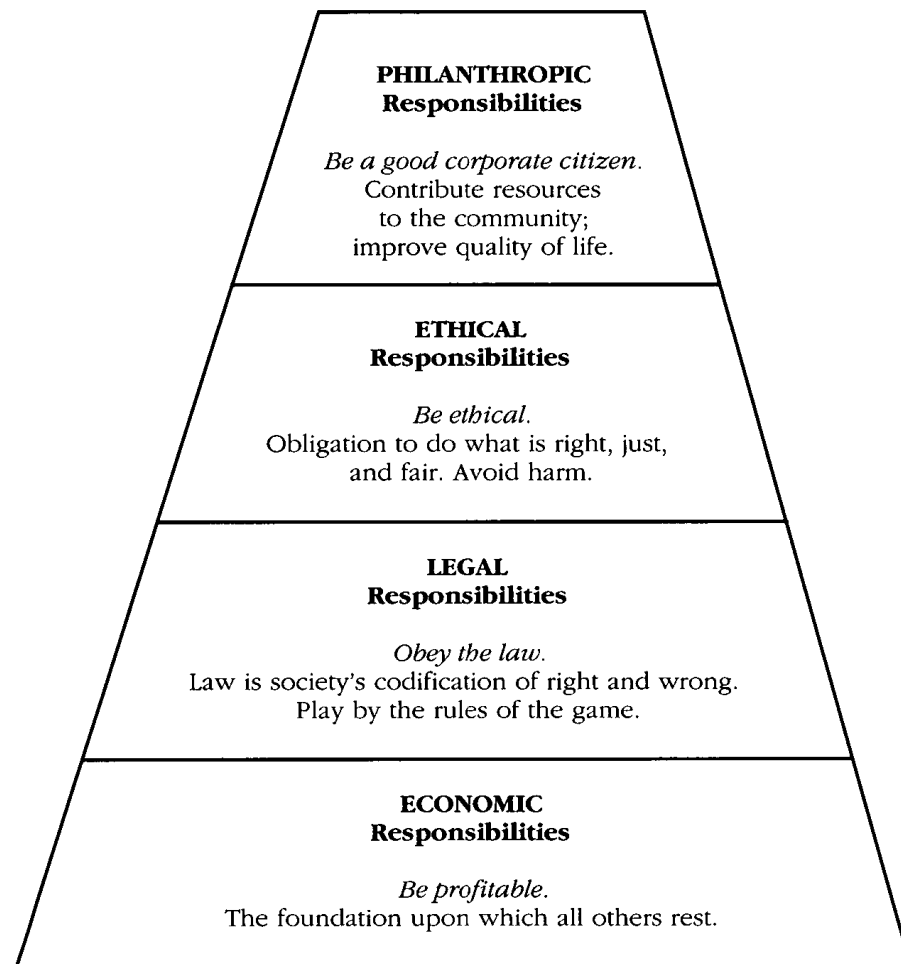 PHILANTHROPIC
Responsibilities
Be a good corporate citizen.
Contribute resources
to the community;
improve quality of life.
ETHICAL
Responsibilities
Be ethical.
Obligation to do what is right, just,
and fair. Avoid harm.
LEGAL
Responsibilities
Obey the law.
Law is society's codification of right and wrong.
Play by the rules of the game.
ECONOMIC
Responsibilities
Be profitable.
The foundation upon which all others rest.